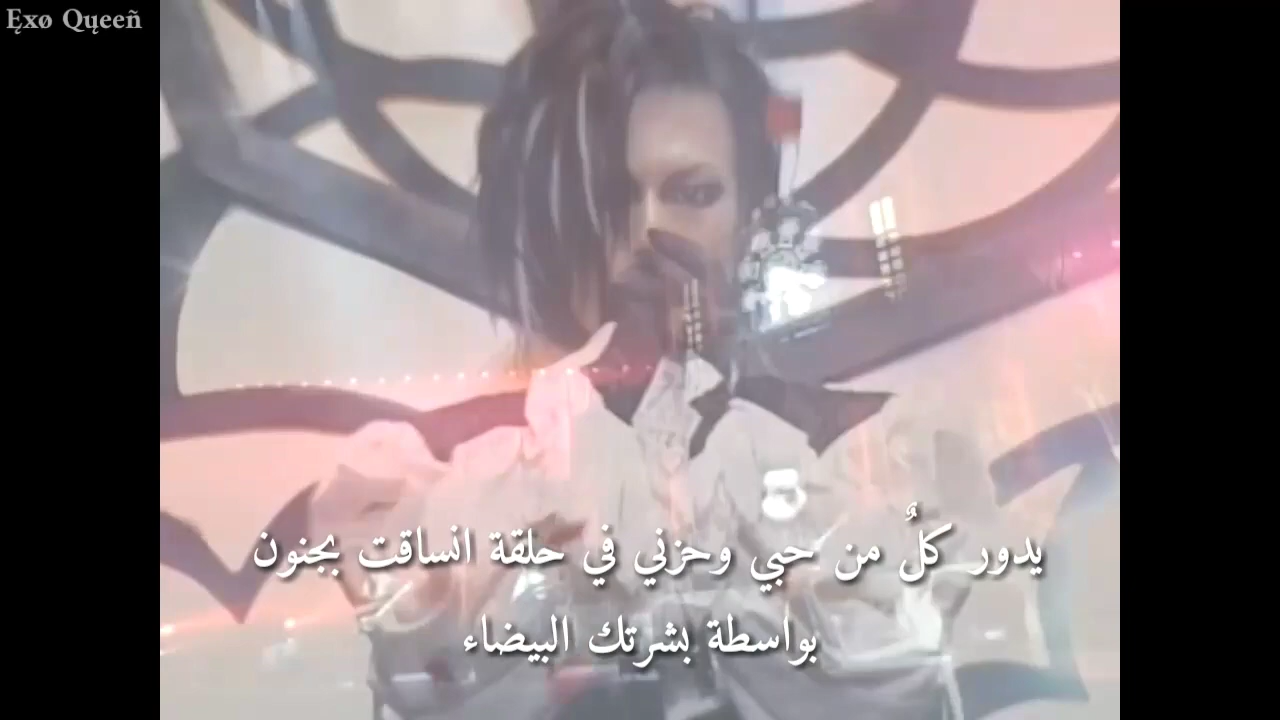 Ęxø Qųeeñ
يدور كلٌ من حبي وحزني في حلقة انساقت بجنون
بواسطة بشرتك البيضاء